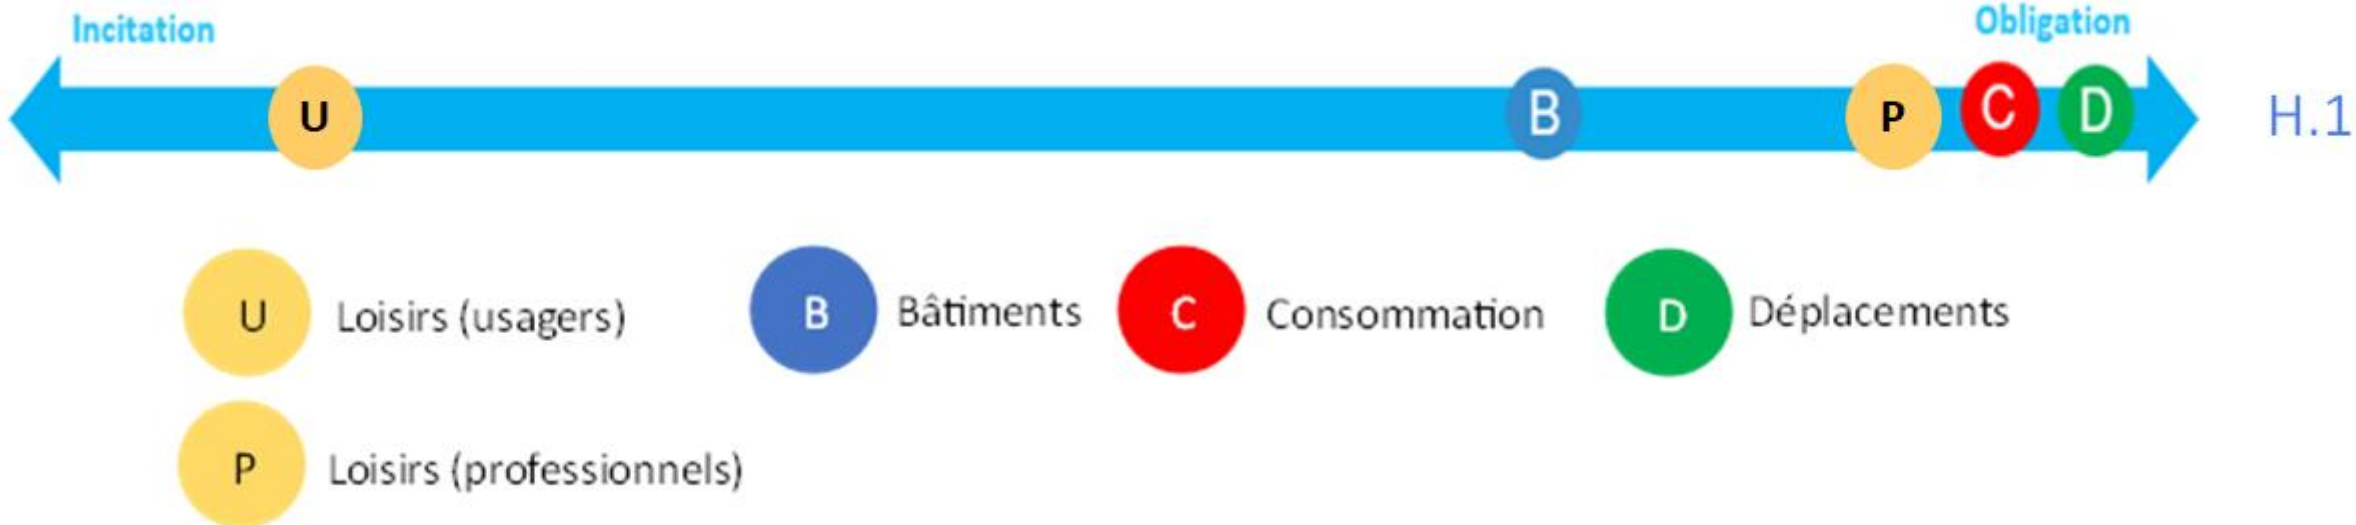 Incitation
Obligation
U B P C D H.1
U Loisirs (usagers) B Bâtiments C Consommation D Déplacements
P Loisirs (professionnels)